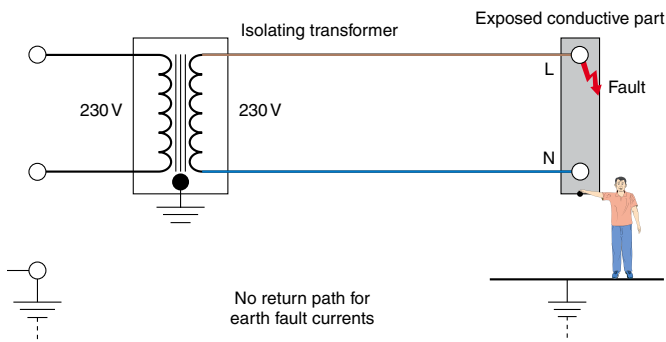 Exposed conductive part
Isolating transformer
L
Fault
230 V
230 V
N
No return path for
earth fault currents